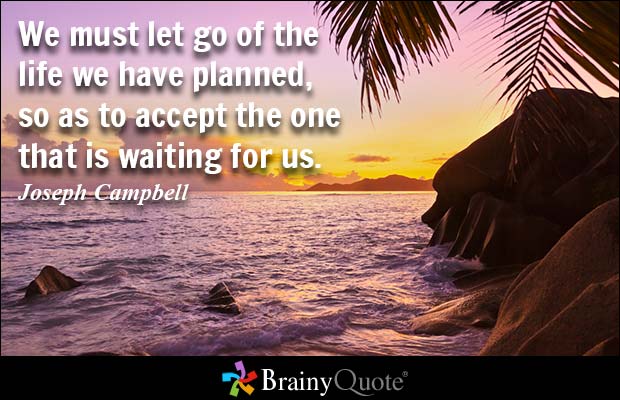 We must let go of the
life we have planned,
so as to accept the one
that is waiting for us.
Joseph Campbell
BrainyQuote®